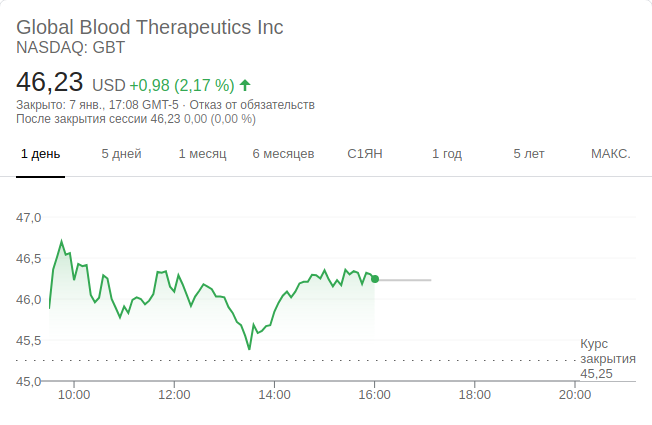 Global Blood Therapeutics Inc
NASDAQ: GBT
46,23 USD +0,98 (2,17 %)
Закрыто: 7 янв., 17:08 GMT-5 · Отказ от обязательств
После закрытия сессии 46,23 0,00 (0,00 %)
1 день 5 дней 1 месяц 6 месяцев С1ЯН 1 год 5 лет МАКС.
47,0
46,5
46,0
45,5
Курс
закрытия
45,25
45,0
10:00 12:00 14:00 16:00 18:00 20:00